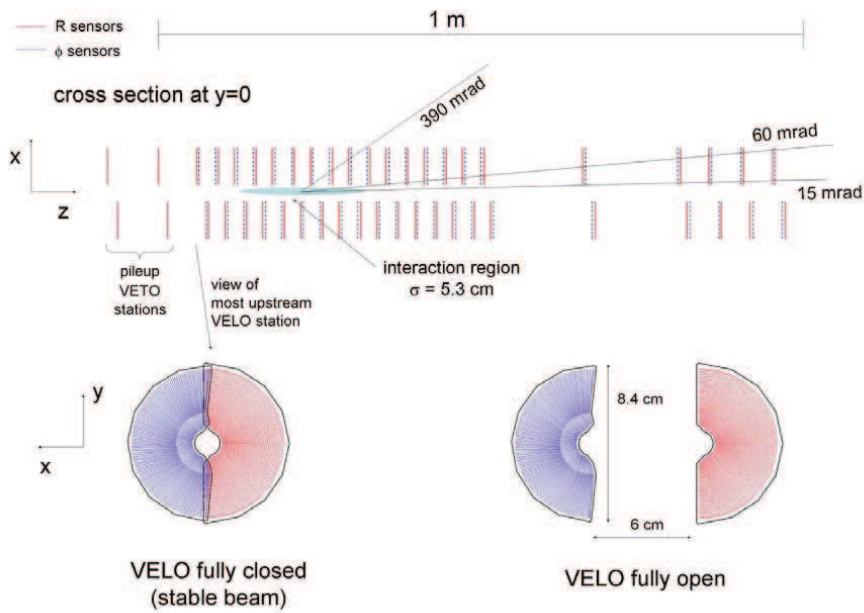 R sensors
ϕ sensors
1 m
cross section at y=0
390 mrad
60 mrad
15 mrad
x
z
pileup
VETO
stations
view of
most upstream
VELO station
interaction region
σ = 5.3 cm
y
x
8.4 cm
6 cm
VELO fully closed
(stable beam)
VELO fully open